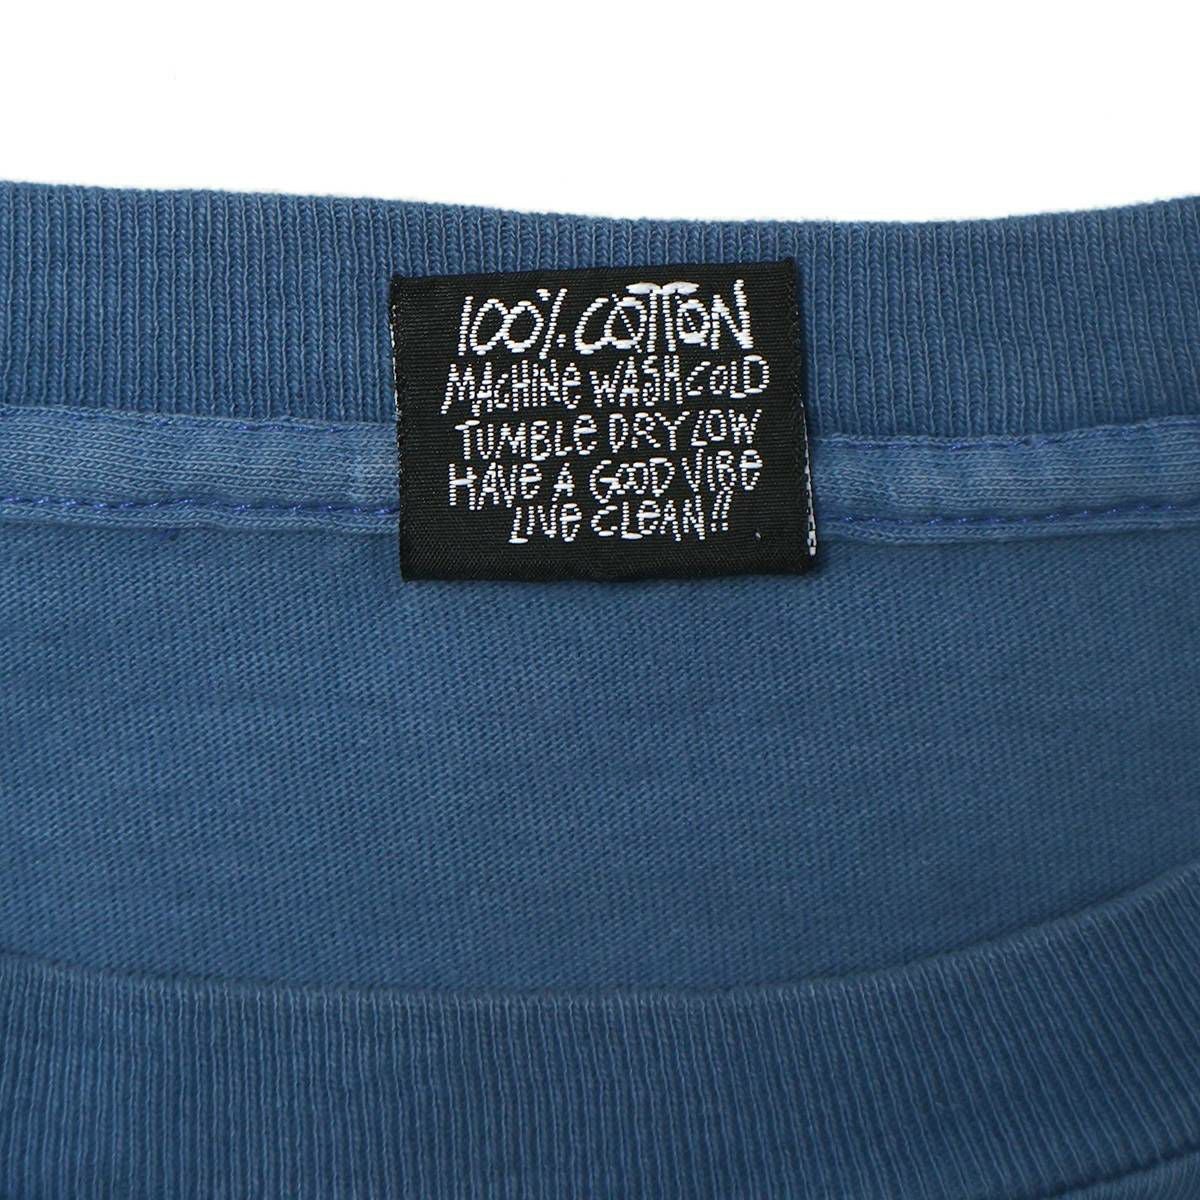 100% COTTON
MACHINe WASH COLD
TUMBLe DRY LOW
HAVe A GOOD VIBe
LIVe CLeAN!!